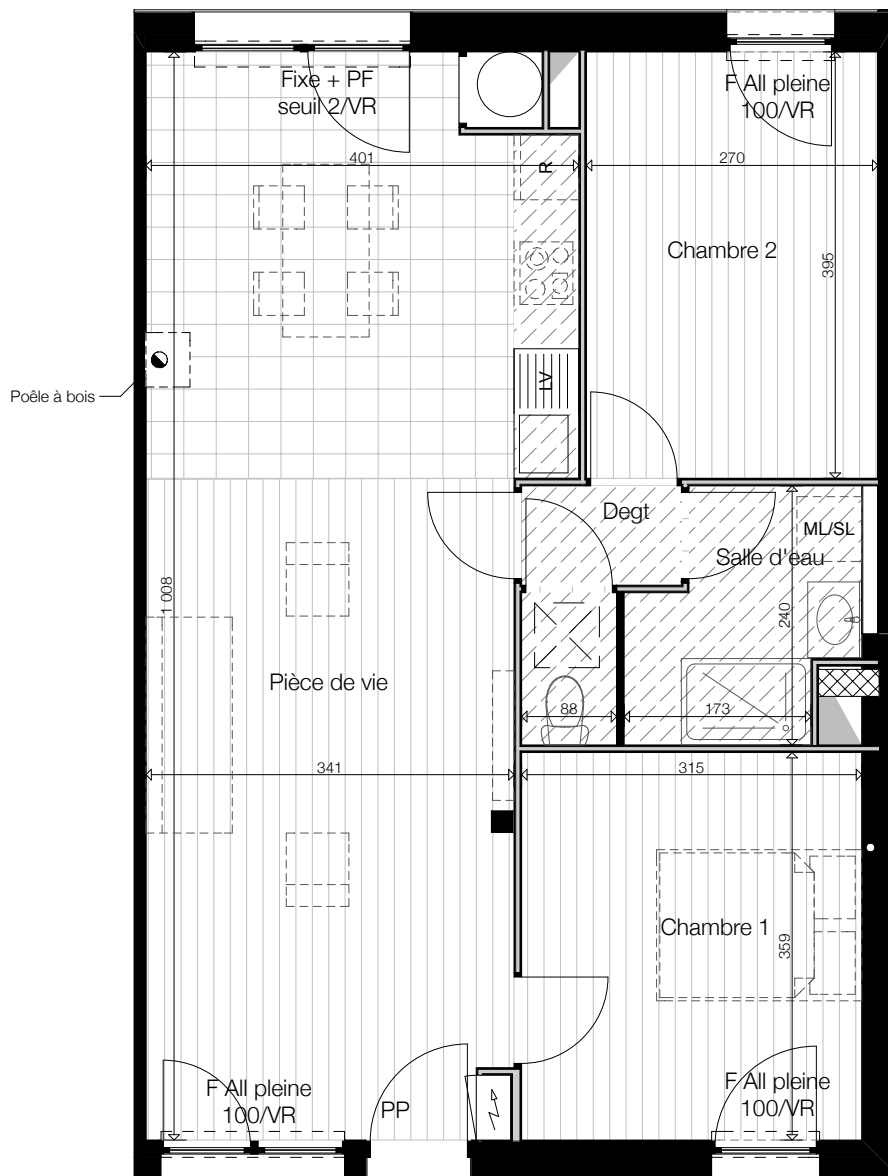 Fixe + PF
seuil 2/VR
F All pleine
100/VR
401
270
R
Chambre 2
395
Poêle à bois
LV
Degt
ML/SL
Salle d'eau
1 008
240
Pièce de vie
88
173
341
315
Chambre 1
359
F All pleine
100/VR
PP
F All pleine
100/VR